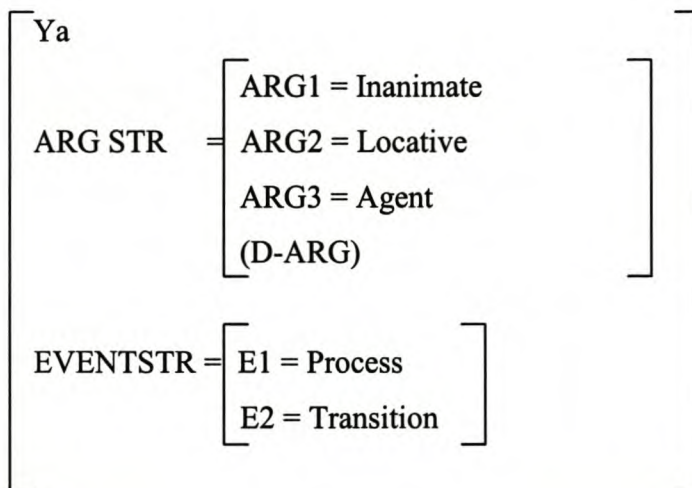 Ya
ARG1 = Inanimate
ARG STR = ARG2 = Locative
ARG3 = Agent
(D-ARG)
EVENTSTR = E1 = Process
E2 = Transition